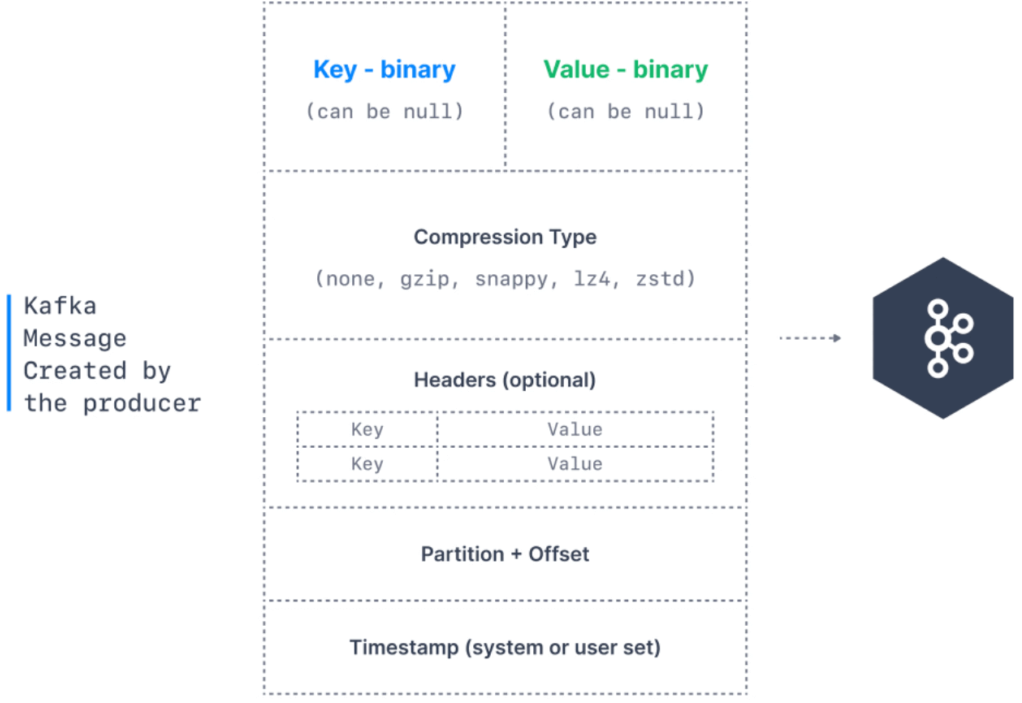 Key - binary
Value - binary
(can be null)
(can be null)
Compression Type
(none, gzip, snappy, lz4, zstd)
Kafka
Message
Created by
the producer
Headers (optional)
Key
Value
Key
Value
Partition + Offset
Timestamp (system or user set)